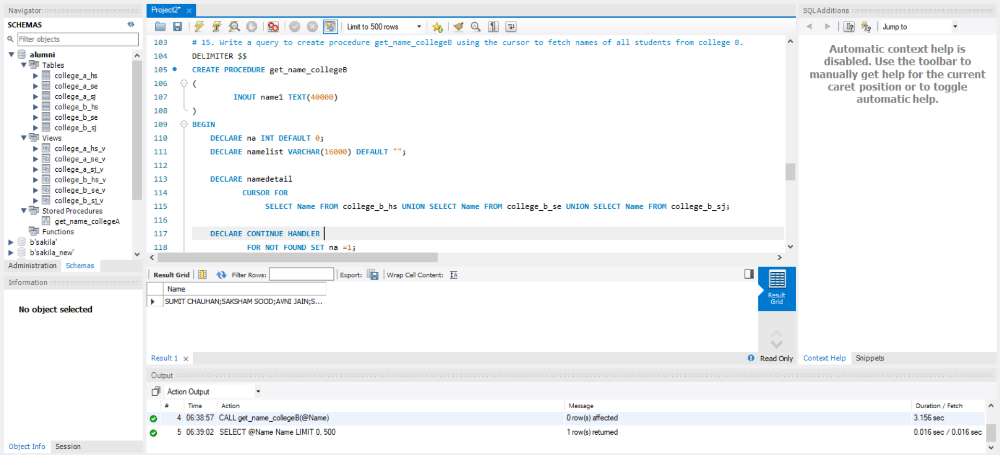 Navigator
SCHEMAS
Filter objects
alumni
Tables
college_a_hs
college_a_se
college_a_sj
college_b_hs
college_b_se
college_b_sj
Views
college_a_hs_v
college_a_se_v
college_a_sj_v
college_b_hs_v
college_b_se_v
college_b_sj_v
Stored Procedures
get_name_collegeA
Functions
b'sakila'
b'sakila_new'
Administration Schemas
Information
No object selected
Object Info Session
Project2*
Limit to 500 rows
103 # 15. Write a query to create procedure get_name_collegeB using the cursor to fetch names of all students from college B.
104 DELIMITER $$
105 CREATE PROCEDURE get_name_collegeB
106 (
107 INOUT name1 TEXT(40000)
108 )
109 BEGIN
110 DECLARE na INT DEFAULT 0;
111 DECLARE namelist VARCHAR(16000) DEFAULT "";
112
113 DECLARE namedetail
114 CURSOR FOR
115 SELECT Name FROM college_b_hs UNION SELECT Name FROM college_b_se UNION SELECT Name FROM college_b_sj;
116
117 DECLARE CONTINUE HANDLER
118 FOR NOT FOUND SET na =1;
Result Grid Filter Rows: Export: Wrap Cell Content:
Name
SUMIT CHAUHAN;SAKSHAM SOOD;AVNI JAIN;S...
Result
Grid
Result 1 Read Only
Output
Action Output
# Time Action Message Duration / Fetch
4 06:38:57 CALL get_name_collegeB(@Name) 0 row(s) affected 3.156 sec
5 06:39:02 SELECT @Name Name LIMIT 0, 500 1 row(s) returned 0.016 sec / 0.016 sec
SQLAdditions
Jump to
Automatic context help is
disabled. Use the toolbar to
manually get help for the current
caret position or to toggle
automatic help.
Context Help Snippets